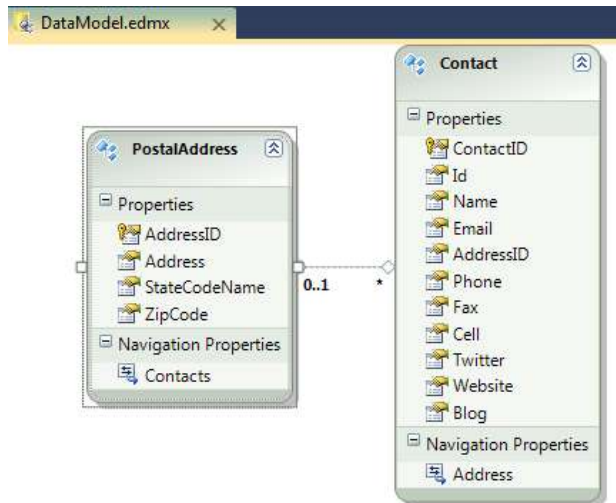 DataModel.edmx
PostalAddress
Properties
AddressID
Address
StateCodeName
ZipCode
Navigation Properties
Contacts
0..1
*
Contact
Properties
ContactID
Id
Name
Email
AddressID
Phone
Fax
Cell
Twitter
Website
Blog
Navigation Properties
Address